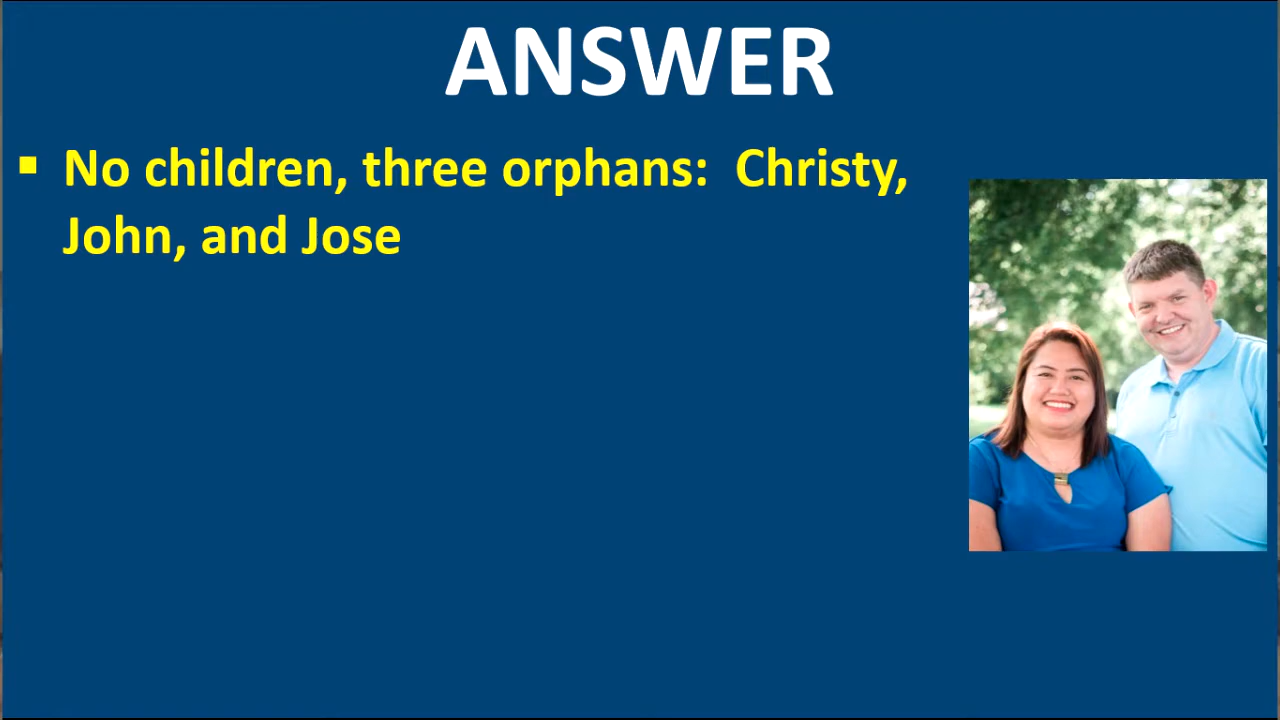 ANSWER
▪ No children, three orphans: Christy,
John, and Jose